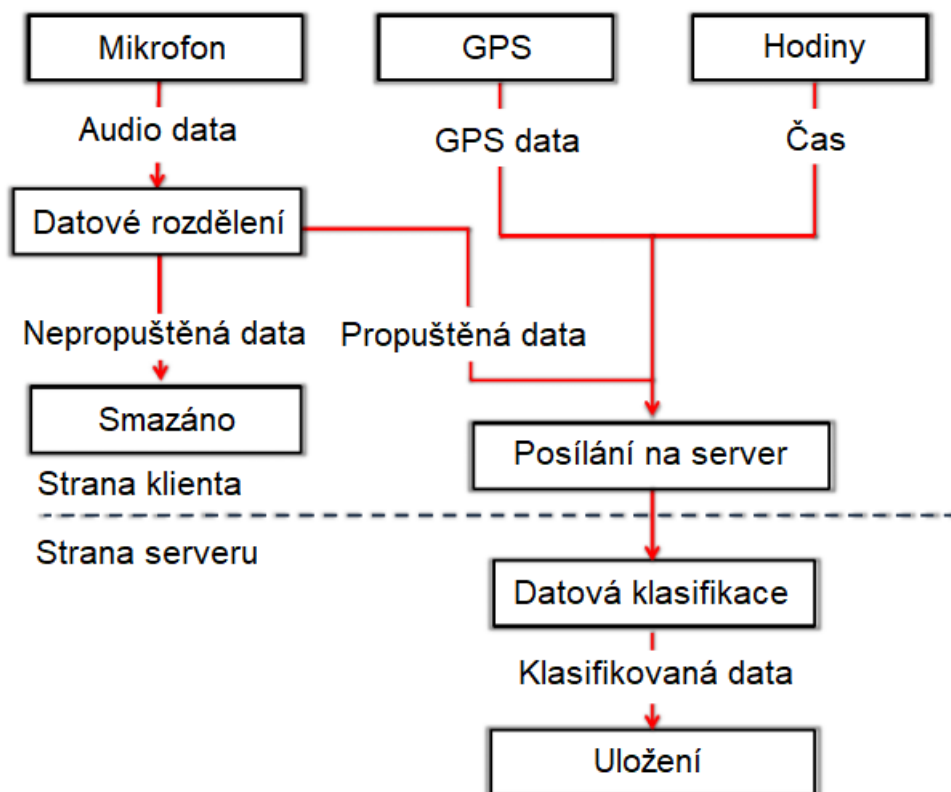 Mikrofon
GPS
Hodiny
Audio data
GPS data
Čas
Datové rozdělení
Nepropuštěná data
Propuštěná data
Smazáno
Posílání na server
Strana klienta
Strana serveru
Datová klasifikace
Klasifikovaná data
Uložení